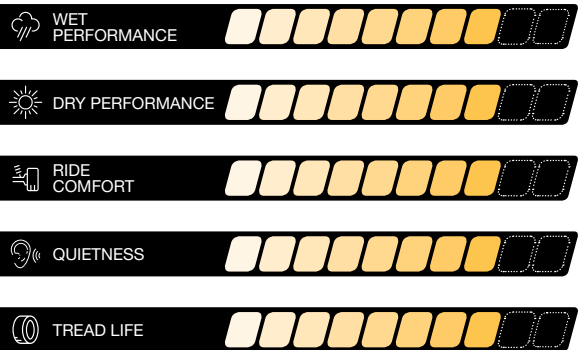 WET
PERFORMANCE
DRY PERFORMANCE
RIDE
COMFORT
QUIETNESS
TREAD LIFE